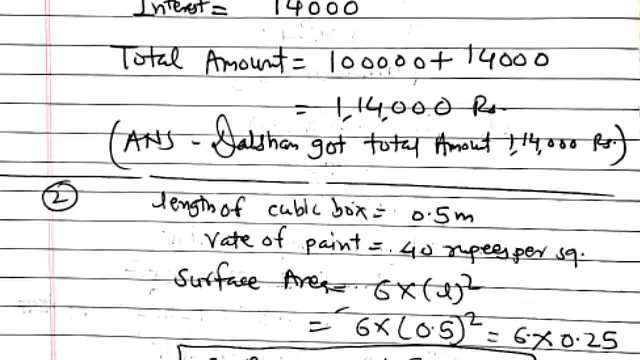 Interest = 14000
Total Amount = 100000 + 14000
= 1,14,000 Rs.
(ANS - Dalshan got total Amount 1,14,000 Rs.)
② length of cubic box = 0.5m
rate of paint = 40 rupees per sq.
Surface Area = 6 × (l)²
= 6 × (0.5)² = 6 × 0.25